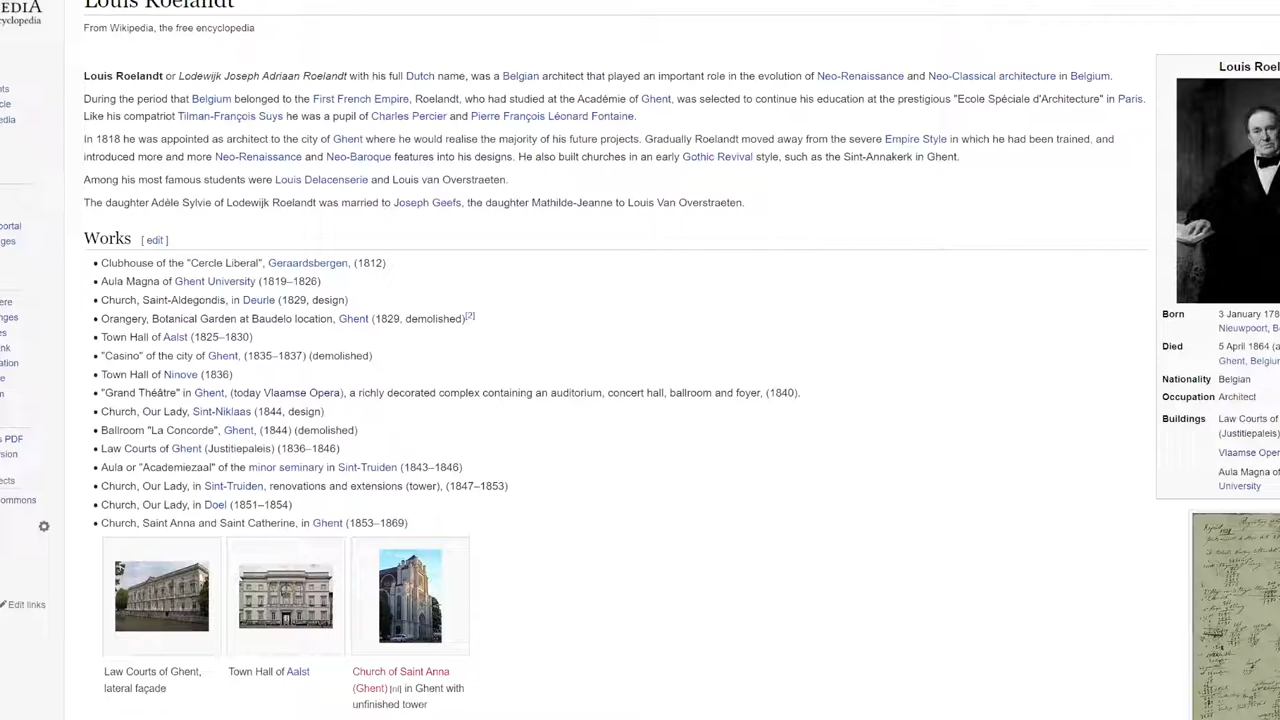 Louis Roelandt
From Wikipedia, the free encyclopedia
Louis Roelandt or Lodewijk Joseph Adriaan Roelandt with his full Dutch name, was a Belgian architect that played an important role in the evolution of Neo-Renaissance and Neo-Classical architecture in Belgium.
During the period that Belgium belonged to the First French Empire, Roelandt, who had studied at the Académie of Ghent, was selected to continue his education at the prestigious "Ecole Spéciale d'Architecture" in Paris.
Like his compatriot Tilman-François Suys he was a pupil of Charles Percier and Pierre François Léonard Fontaine.
In 1818 he was appointed as architect to the city of Ghent where he would realise the majority of his future projects. Gradually Roelandt moved away from the severe Empire Style in which he had been trained, and
introduced more and more Neo-Renaissance and Neo-Baroque features into his designs. He also built churches in an early Gothic Revival style, such as the Sint-Annakerk in Ghent.
Among his most famous students were Louis Delacenserie and Louis van Overstraeten.
The daughter Adèle Sylvie of Lodewijk Roelandt was married to Joseph Geefs, the daughter Mathilde-Jeanne to Louis Van Overstraeten.
Works [ edit ]
• Clubhouse of the "Cercle Liberal", Geraardsbergen, (1812)
• Aula Magna of Ghent University (1819–1826)
• Church, Saint-Aldegondis, in Deurle (1829, design)
• Orangery, Botanical Garden at Baudelo location, Ghent (1829, demolished)[2]
• Town Hall of Aalst (1825–1830)
• "Casino" of the city of Ghent, (1835–1837) (demolished)
• Town Hall of Ninove (1836)
• "Grand Théâtre" in Ghent, (today Vlaamse Opera), a richly decorated complex containing an auditorium, concert hall, ballroom and foyer, (1840).
• Church, Our Lady, Sint-Niklaas (1844, design)
• Ballroom "La Concorde", Ghent, (1844) (demolished)
• Law Courts of Ghent (Justitiepaleis) (1836–1846)
• Aula or "Academiezaal" of the minor seminary in Sint-Truiden (1843–1846)
• Church, Our Lady, in Sint-Truiden, renovations and extensions (tower), (1847–1853)
• Church, Our Lady, in Doel (1851–1854)
• Church, Saint Anna and Saint Catherine, in Ghent (1853–1869)
Law Courts of Ghent,
lateral façade
Town Hall of Aalst
Church of Saint Anna
(Ghent) [nl] in Ghent with
unfinished tower
Louis Roel
Born 3 January 178
Nieuwpoort, B
Died 5 April 1864 (a
Ghent, Belgiu
Nationality Belgian
Occupation Architect
Buildings Law Courts of
(Justitiepaleis)
Vlaamse Oper
Aula Magna of
University
EDIA
cyclopedia
nts
cle
edia
ortal
ges
ere
nges
es
nk
ation
e
m
s PDF
rsion
ects
ommons
Edit links